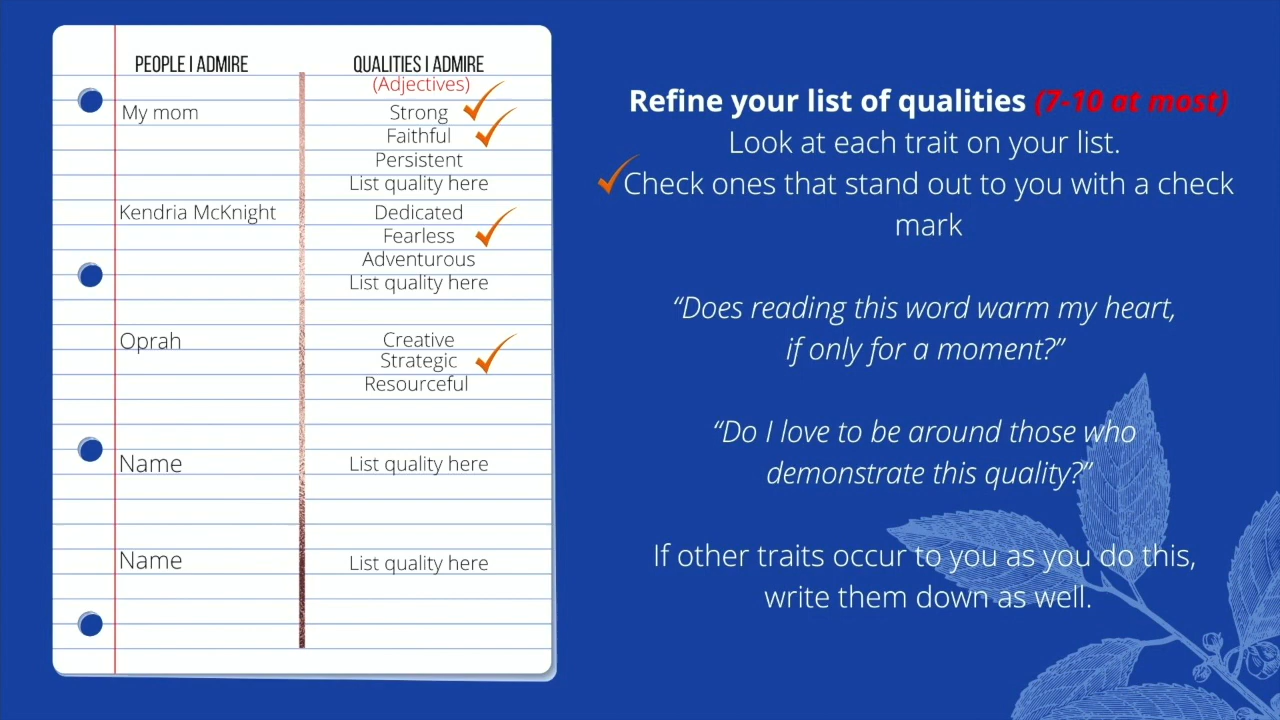 PEOPLE I ADMIRE
QUALITIES I ADMIRE
(Adjectives)
My mom
Strong
Faithful
Persistent
List quality here
Kendria McKnight
Dedicated
Fearless
Adventurous
List quality here
Oprah
Creative
Strategic
Resourceful
Name
List quality here
Name
List quality here
Refine your list of qualities (7-10 at most)
Look at each trait on your list.
Check ones that stand out to you with a check
mark
“Does reading this word warm my heart,
if only for a moment?”
“Do I love to be around those who
demonstrate this quality?”
If other traits occur to you as you do this,
write them down as well.